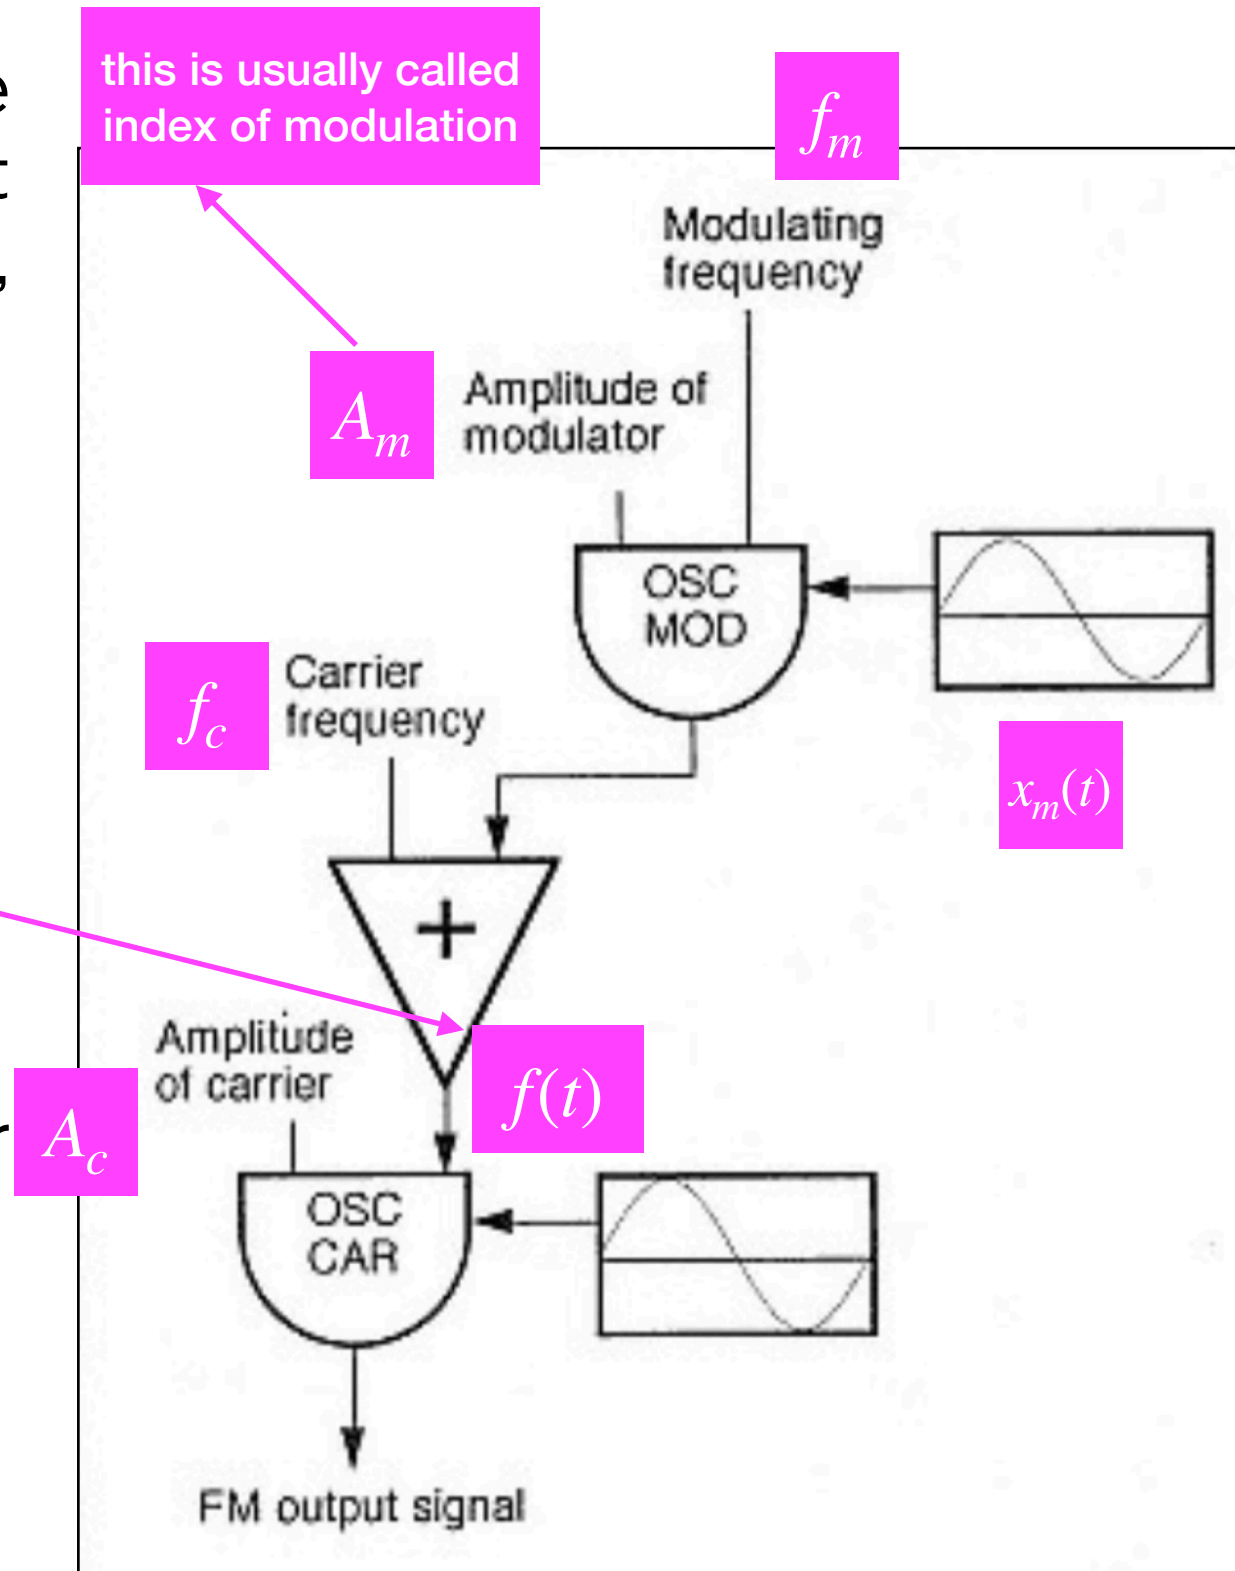 this is usually called
index of modulation
e
t
,
f_m
Modulating
frequency
A_m
Amplitude of
modulator
OSC
MOD
f_c
Carrier
frequency
x_m(t)
+
Amplitude
of carrier
f(t)
r
A_c
OSC
CAR
FM output signal